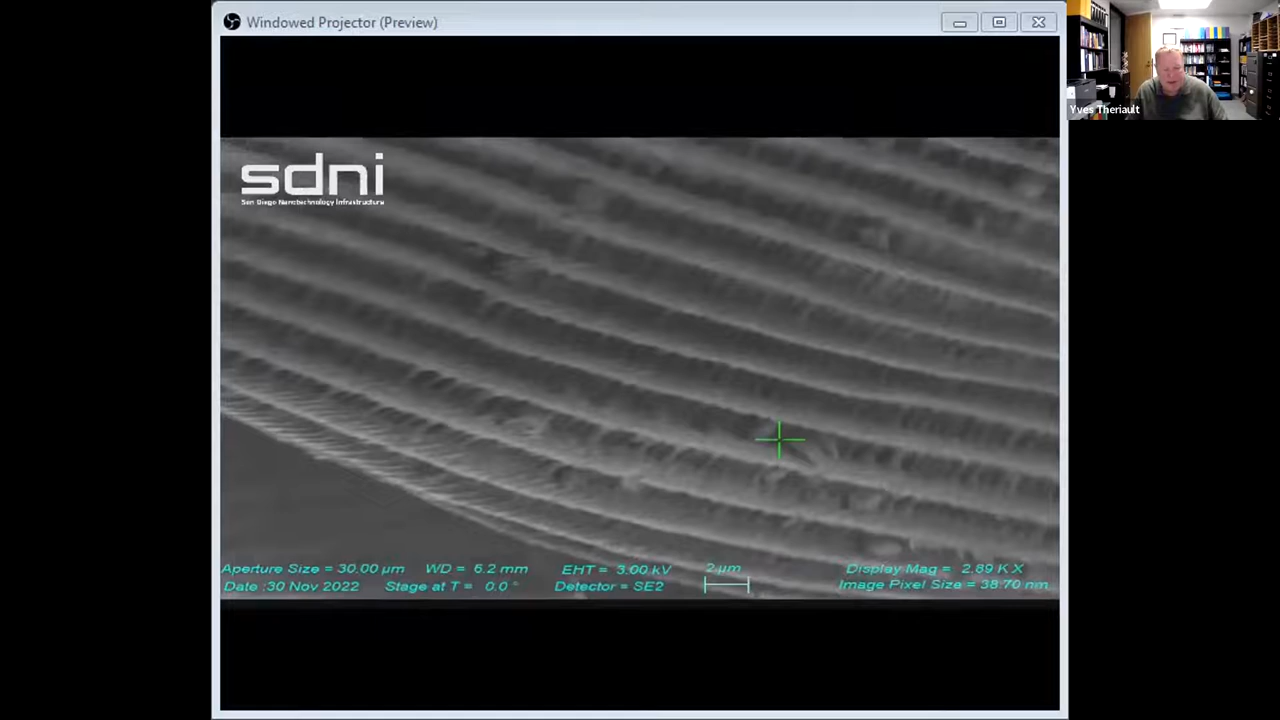 Windowed Projector (Preview)
Yves Theriault
sdni
San Diego Nanotechnology Infrastructure
Aperture Size = 30.00 µm WD = 6.2 mm EHT = 3.00 kV 2 µm Display Mag = 2.89 K X
Date :30 Nov 2022 Stage at T = 0.0 ° Detector = SE2 Image Pixel Size = 38.70 nm